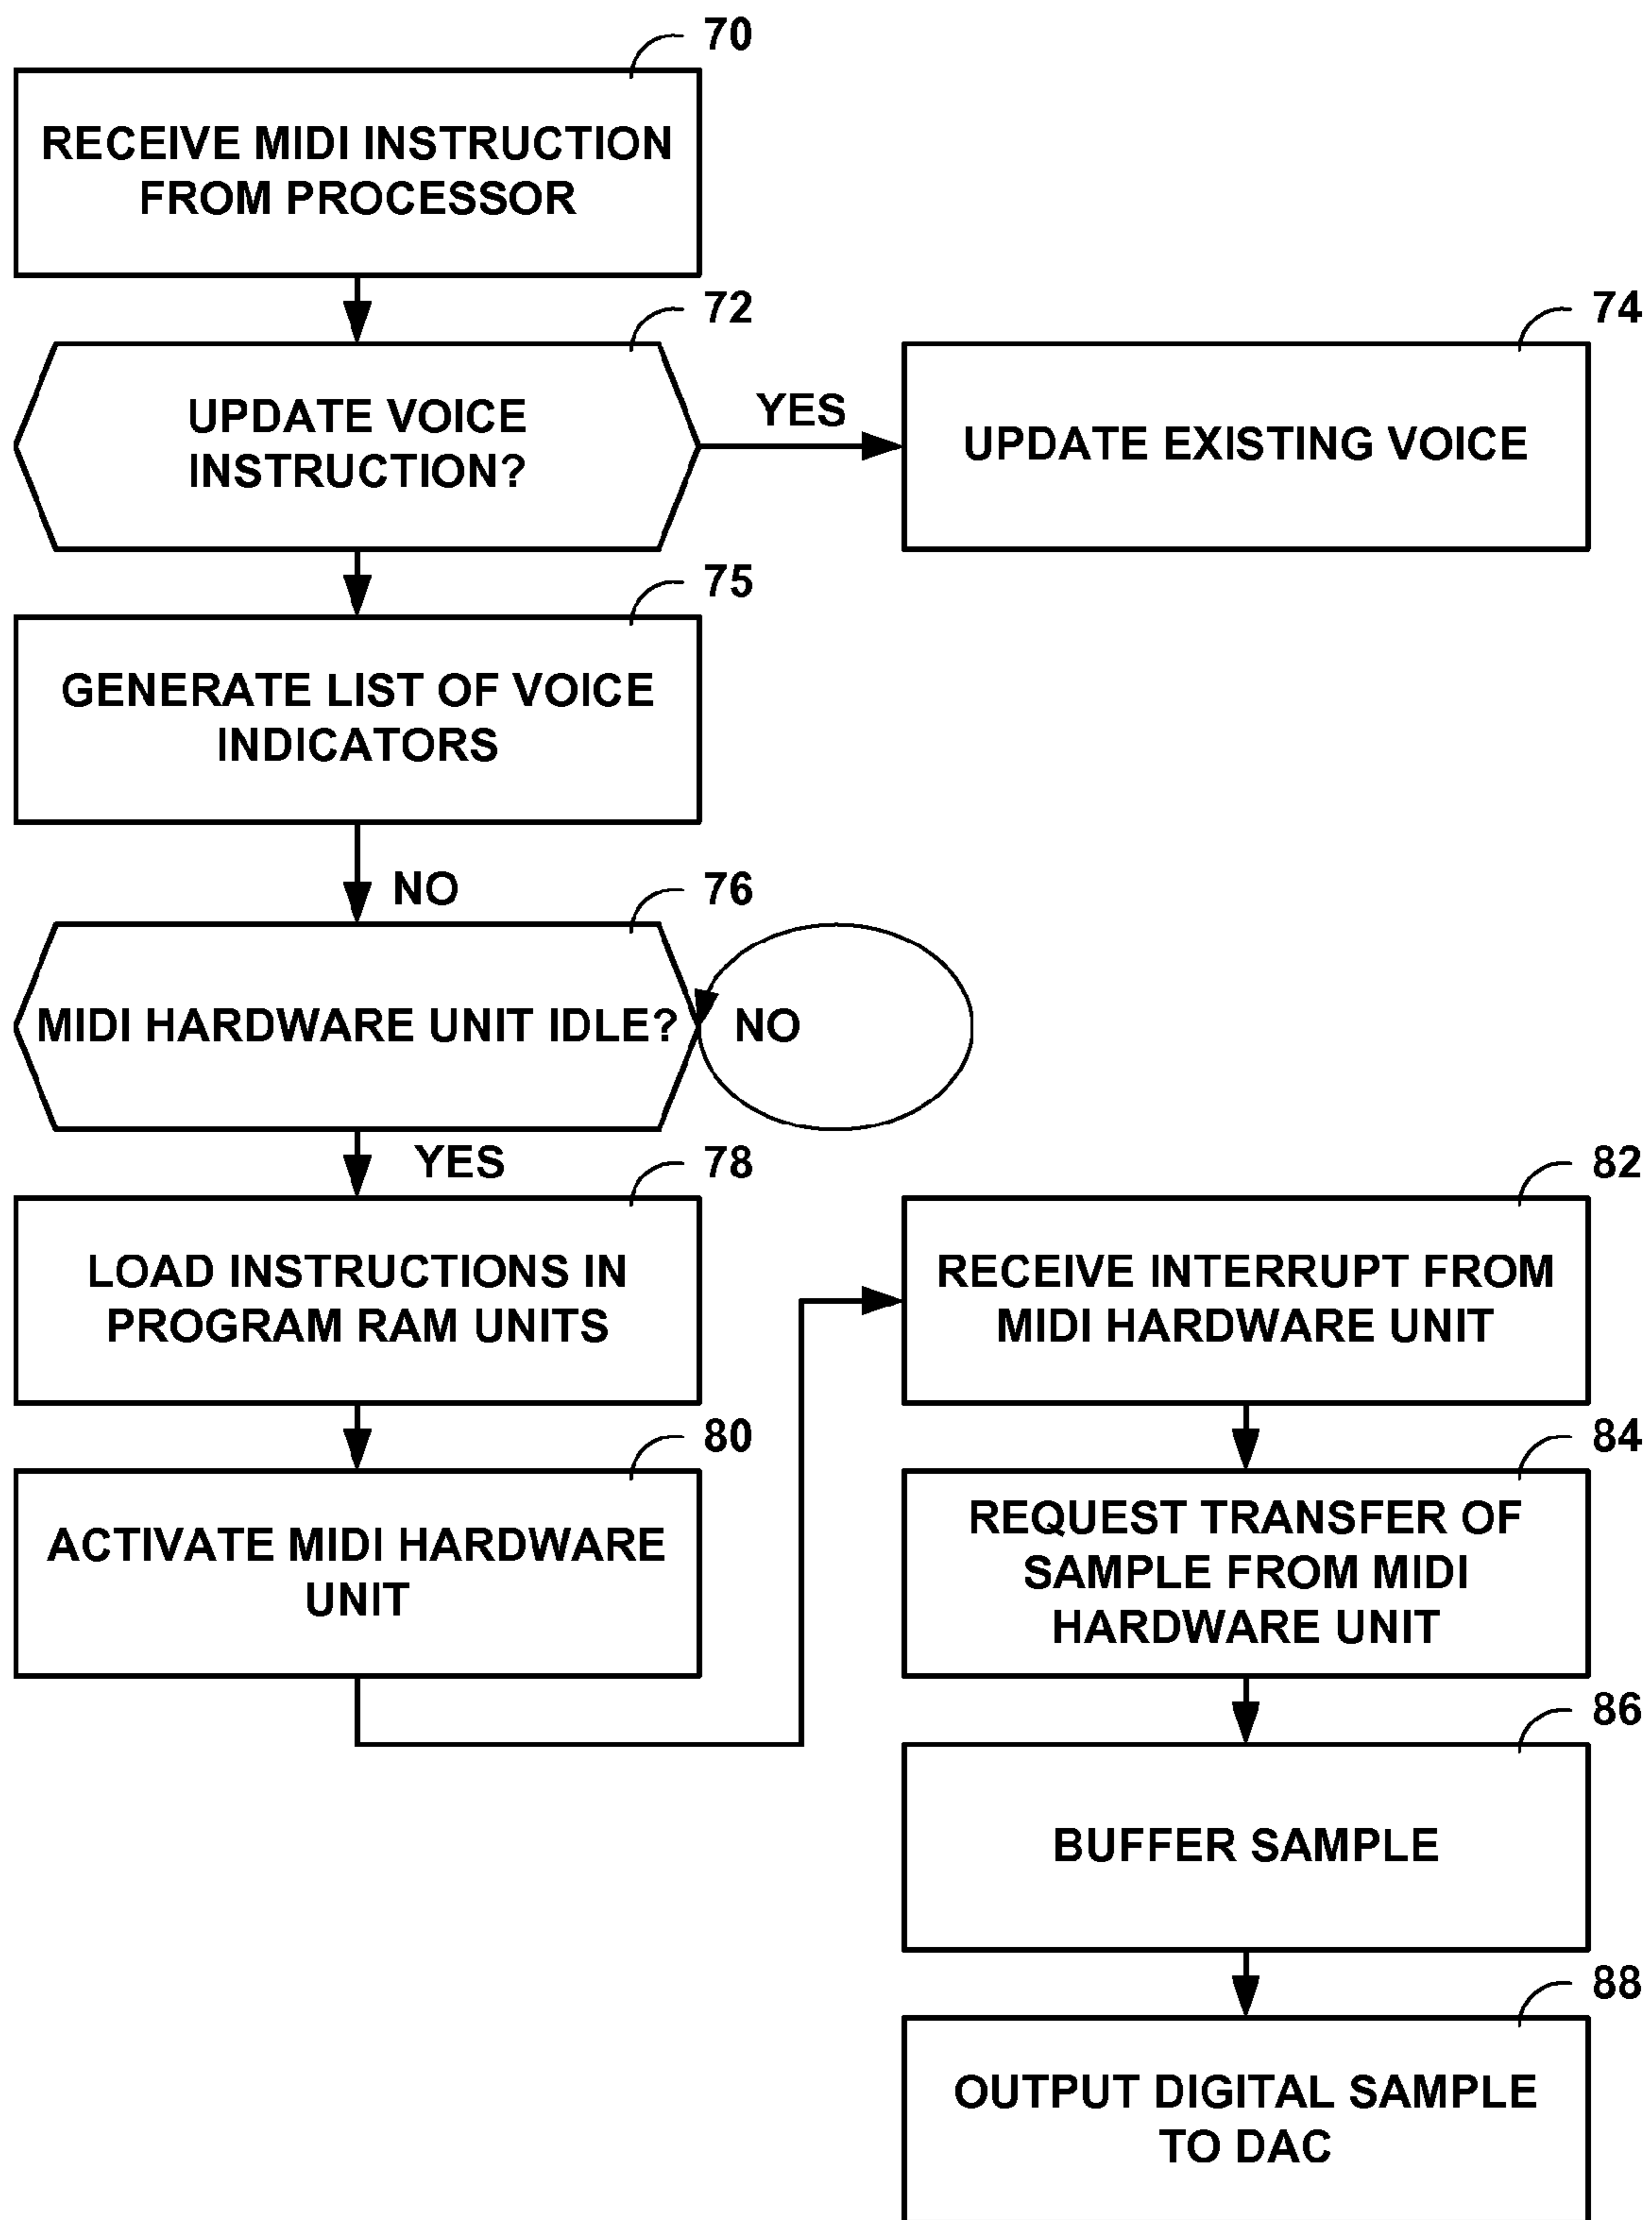 70
RECEIVE MIDI INSTRUCTION
FROM PROCESSOR
72
UPDATE VOICE
INSTRUCTION?
YES
74
UPDATE EXISTING VOICE
75
GENERATE LIST OF VOICE
INDICATORS
NO
76
MIDI HARDWARE UNIT IDLE?
NO
YES
78
LOAD INSTRUCTIONS IN
PROGRAM RAM UNITS
80
ACTIVATE MIDI HARDWARE
UNIT
82
RECEIVE INTERRUPT FROM
MIDI HARDWARE UNIT
84
REQUEST TRANSFER OF
SAMPLE FROM MIDI
HARDWARE UNIT
86
BUFFER SAMPLE
88
OUTPUT DIGITAL SAMPLE
TO DAC